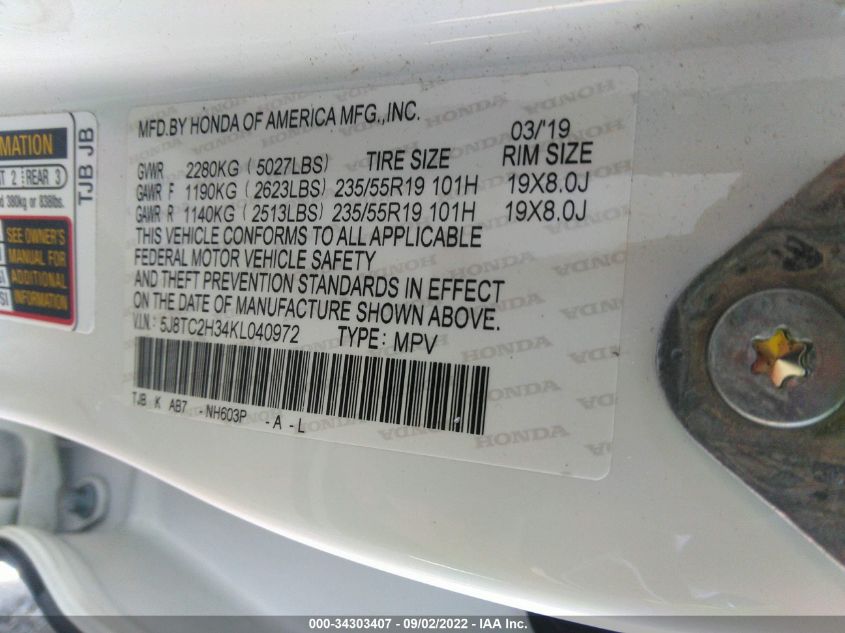 MFD.BY HONDA OF AMERICA MFG.,INC.
03/'19
GVWR 2280KG (5027LBS) TIRE SIZE RIM SIZE
GAWR F 1190KG (2623LBS) 235/55R19 101H 19X8.0J
GAWR R 1140KG (2513LBS) 235/55R19 101H 19X8.0J
THIS VEHICLE CONFORMS TO ALL APPLICABLE
FEDERAL MOTOR VEHICLE SAFETY
AND THEFT PREVENTION STANDARDS IN EFFECT
ON THE DATE OF MANUFACTURE SHOWN ABOVE.
V.I.N: 5J8TC2H34KL040972 TYPE: MPV
TJB K AB7 -NH603P -A-L
2 REAR 3
380kg or 838lbs.
SEE OWNER'S
MANUAL FOR
ADDITIONAL
INFORMATION
TJB JB
HONDA
000-34303407 - 09/02/2022 - IAA Inc.